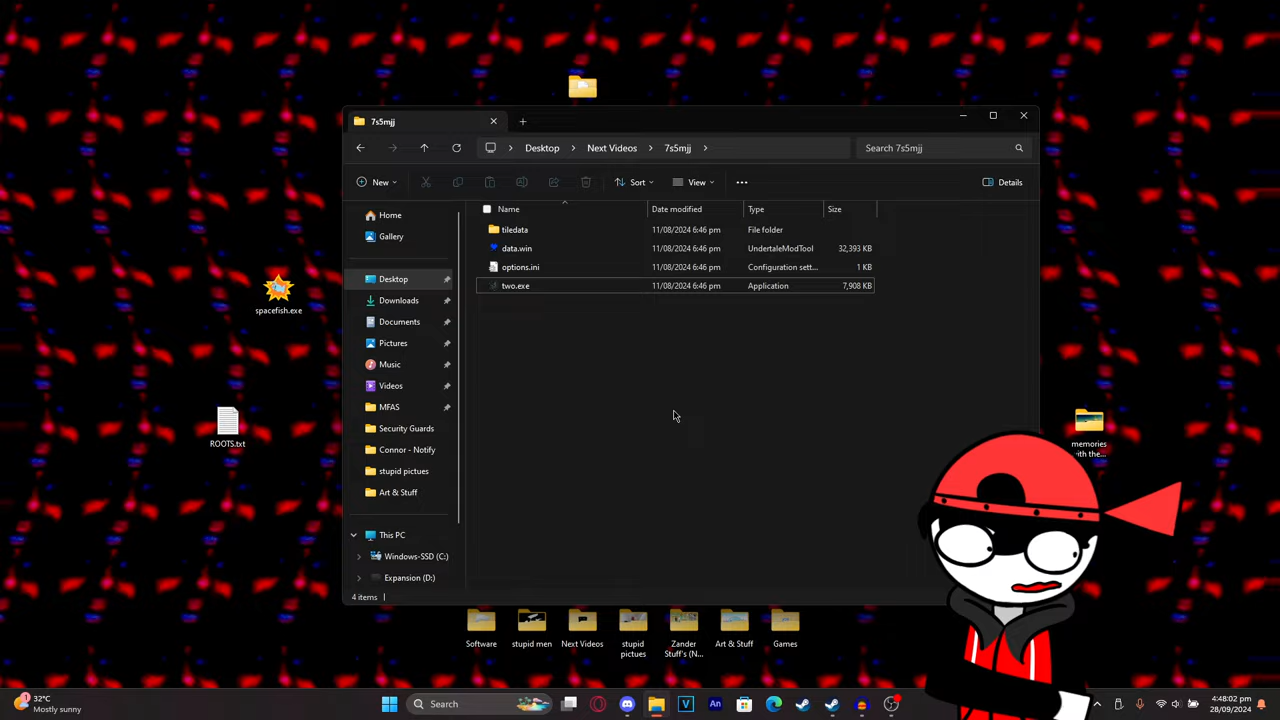 7s5mjj
Desktop > Next Videos > 7s5mjj >
Search 7s5mjj
New
Sort
View
Details
Home
Gallery
Desktop
Downloads
Documents
Pictures
Music
Videos
MFAS
Security Guards
Connor - Notify
stupid pictues
Art & Stuff
This PC
Windows-SSD (C:)
Expansion (D:)
Name Date modified Type Size
tiledata 11/08/2024 6:46 pm File folder
data.win 11/08/2024 6:46 pm UndertaleModTool 32,393 KB
options.ini 11/08/2024 6:46 pm Configuration sett... 1 KB
two.exe 11/08/2024 6:46 pm Application 7,908 KB
4 items
spacefish.exe
ROOTS.txt
memories
with the...
Software
stupid men
Next Videos
stupid
pictues
Zander
Stuff's (N...
Art & Stuff
Games
1
32°C
Mostly sunny
Search
V
An
4:48:02 pm
28/09/2024